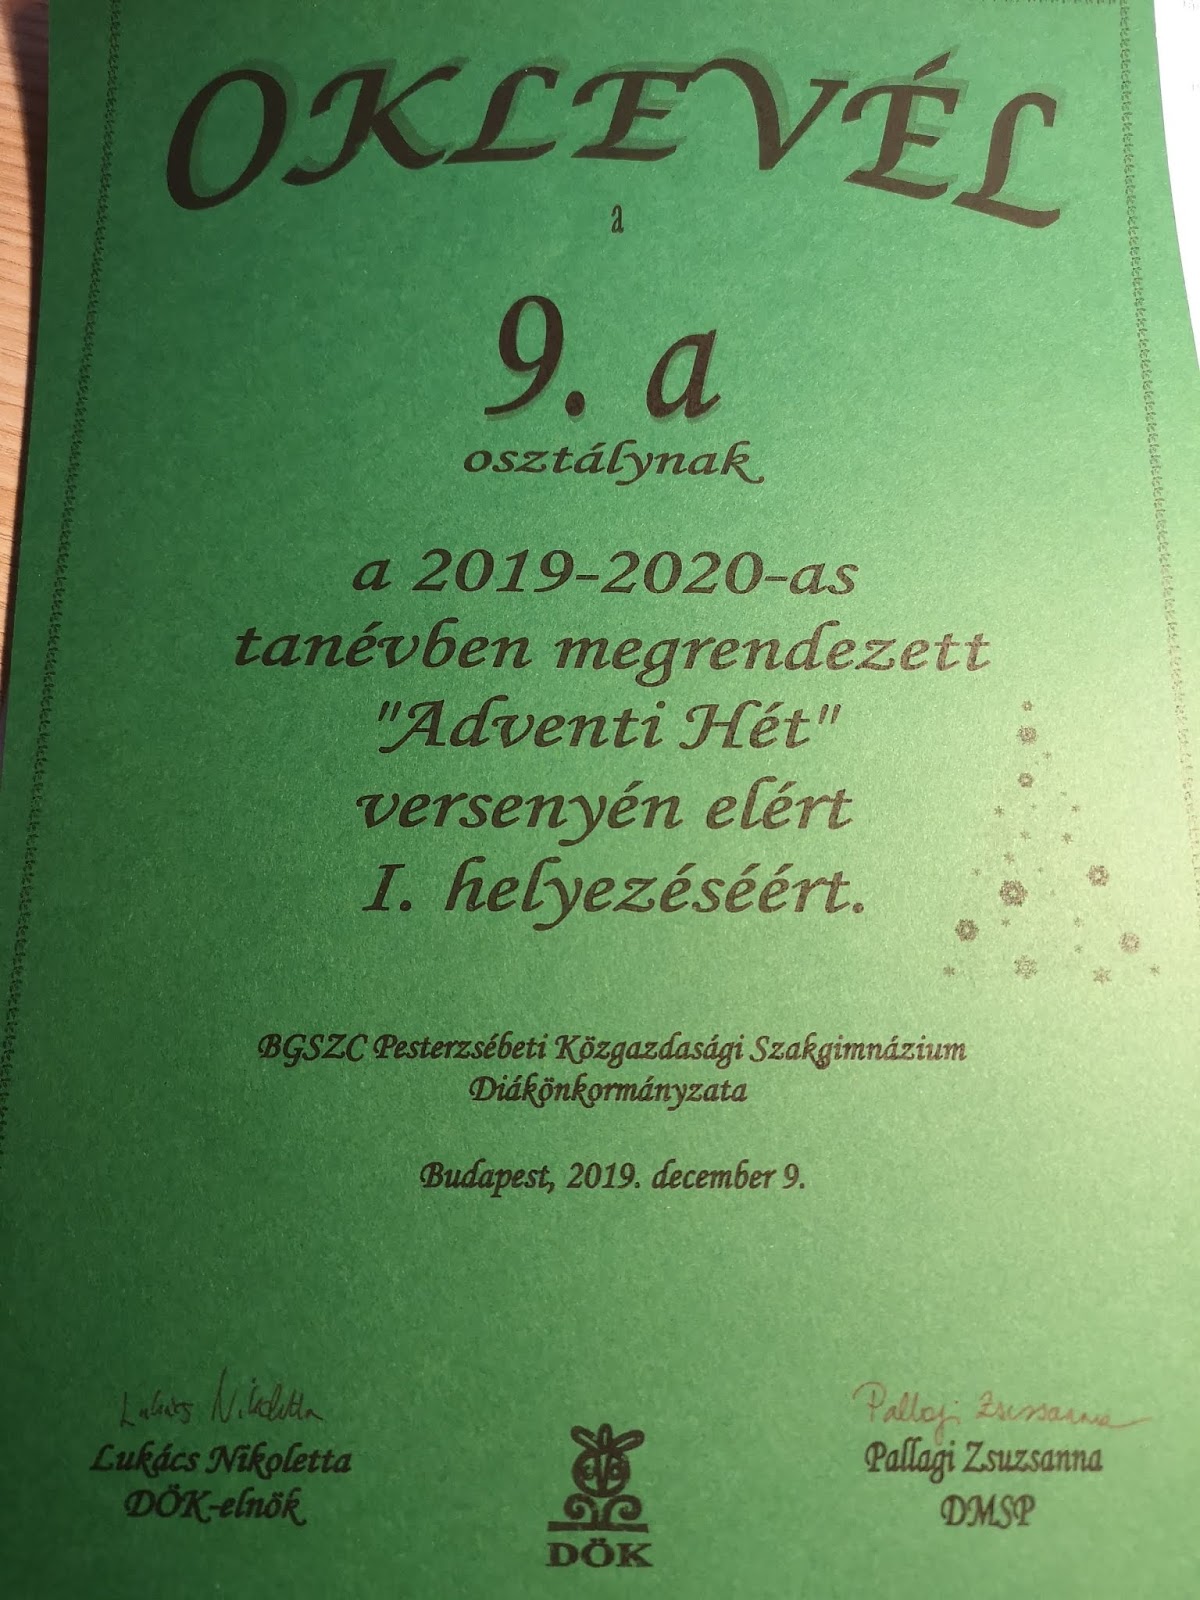 OKLEVÉL
a
9. a
osztálynak
a 2019-2020-as
tanévben megrendezett
"Adventi Hét"
versenyén elért
I. helyezéséért.
BGSZC Pesterzsébeti Közgazdasági Szakgimnázium
Diákönkormányzata
Budapest, 2019. december 9.
Lukács Nikoletta
Pallagi Zsuzsanna
Lukács Nikoletta
Pallagi Zsuzsanna
DÖK-elnök
DMSP
DÖK